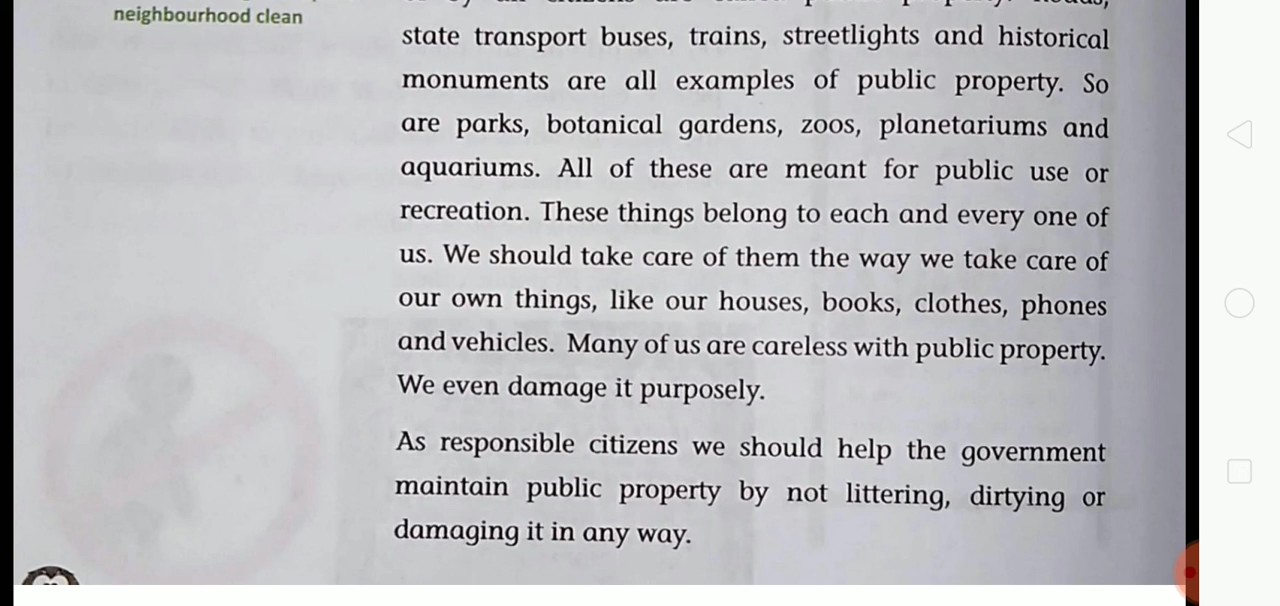 neighbourhood clean
state transport buses, trains, streetlights and historical
monuments are all examples of public property. So
are parks, botanical gardens, zoos, planetariums and
aquariums. All of these are meant for public use or
recreation. These things belong to each and every one of
us. We should take care of them the way we take care of
our own things, like our houses, books, clothes, phones
and vehicles. Many of us are careless with public property.
We even damage it purposely.
As responsible citizens we should help the government
maintain public property by not littering, dirtying or
damaging it in any way.